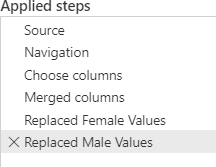 Applied steps
Source
Navigation
Choose columns
Merged columns
Replaced Female Values
Replaced Male Values